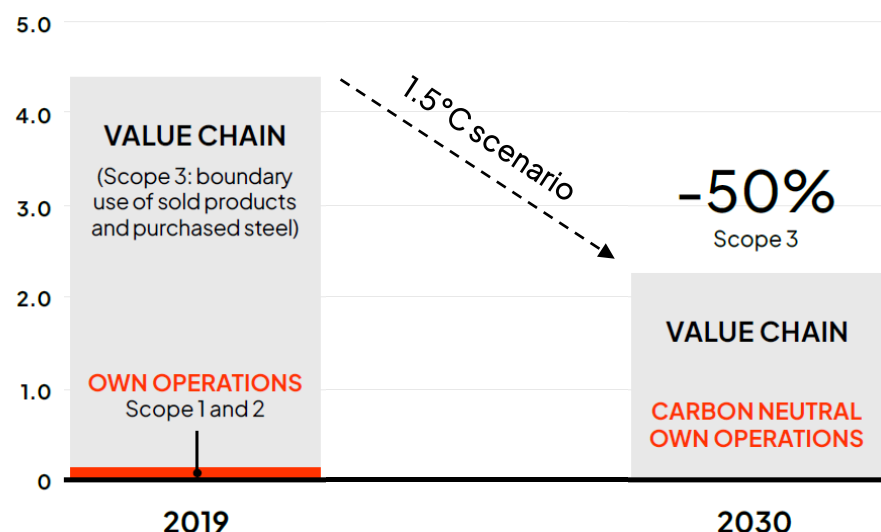 5.0
4.0
3.0
2.0
1.0
0
VALUE CHAIN
(Scope 3: boundary
use of sold products
and purchased steel)
OWN OPERATIONS
Scope 1 and 2
1.5°C scenario
-50%
Scope 3
VALUE CHAIN
CARBON NEUTRAL
OWN OPERATIONS
2019
2030